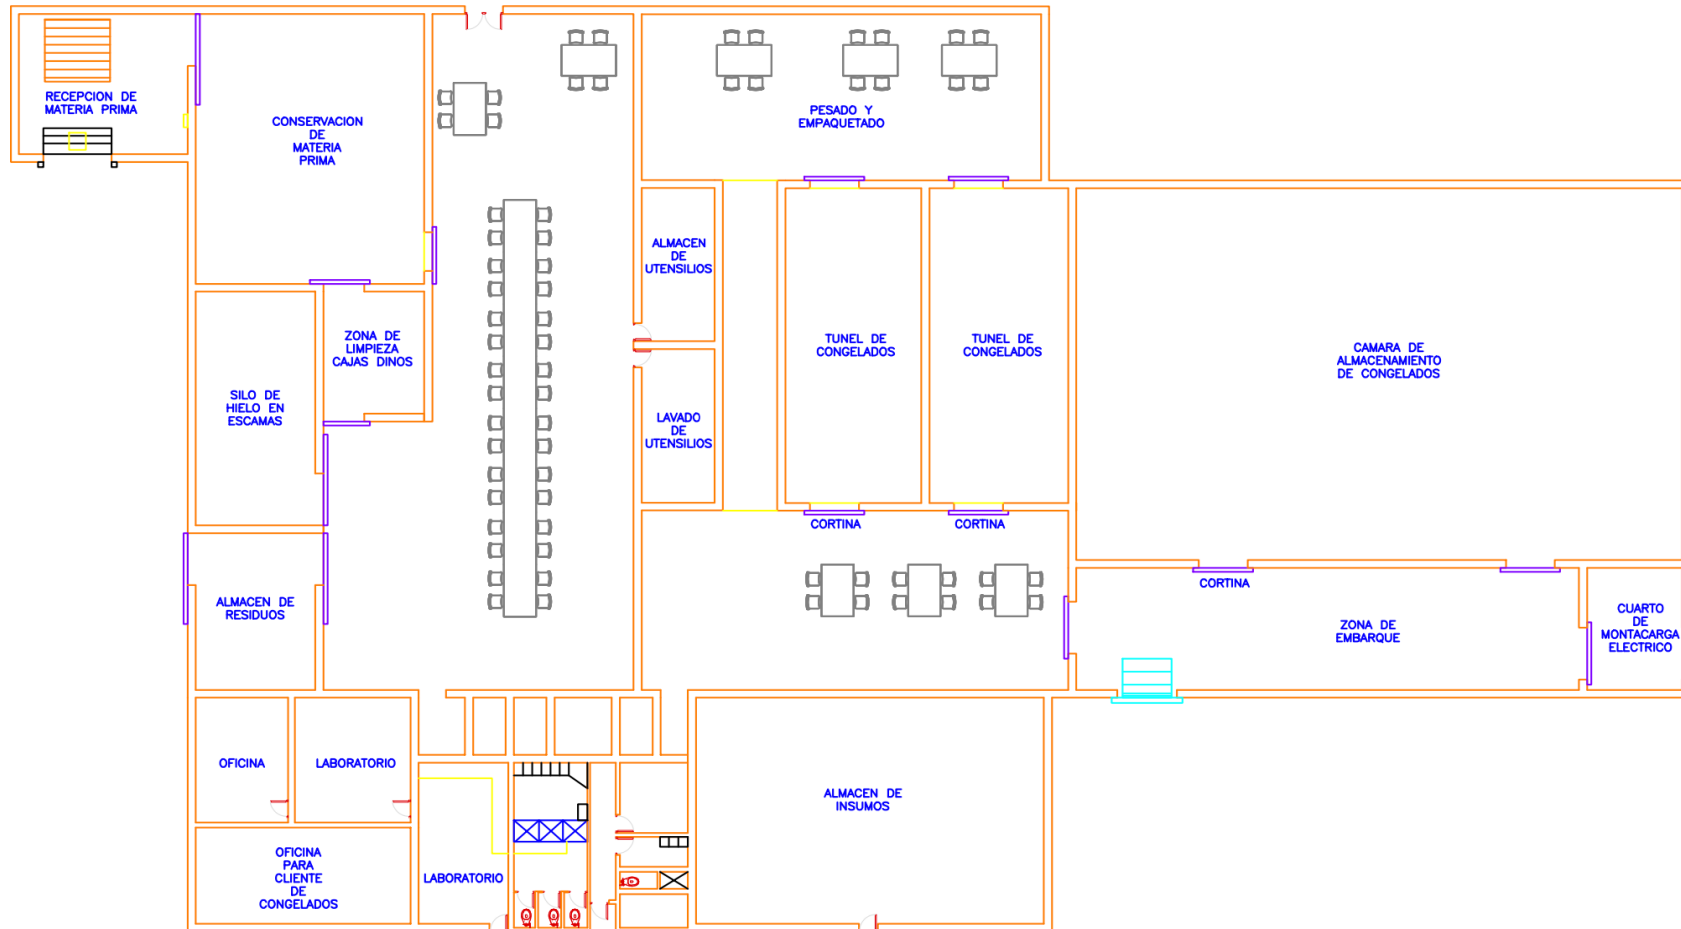 RECEPCION DE
MATERIA PRIMA
CONSERVACION
DE
MATERIA
PRIMA
PESADO Y
EMPAQUETADO
ALMACEN
DE
UTENSILIOS
ZONA DE
LIMPIEZA
CAJAS DINOS
TUNEL DE
CONGELADOS
TUNEL DE
CONGELADOS
CAMARA DE
ALMACENAMIENTO
DE CONGELADOS
SILO DE
HIELO EN
ESCAMAS
LAVADO
DE
UTENSILIOS
CORTINA
CORTINA
CORTINA
ALMACEN DE
RESIDUOS
ZONA DE
EMBARQUE
CUARTO
DE
MONTACARGA
ELECTRICO
OFICINA
LABORATORIO
ALMACEN DE
INSUMOS
OFICINA
PARA
CLIENTE
DE
CONGELADOS
LABORATORIO